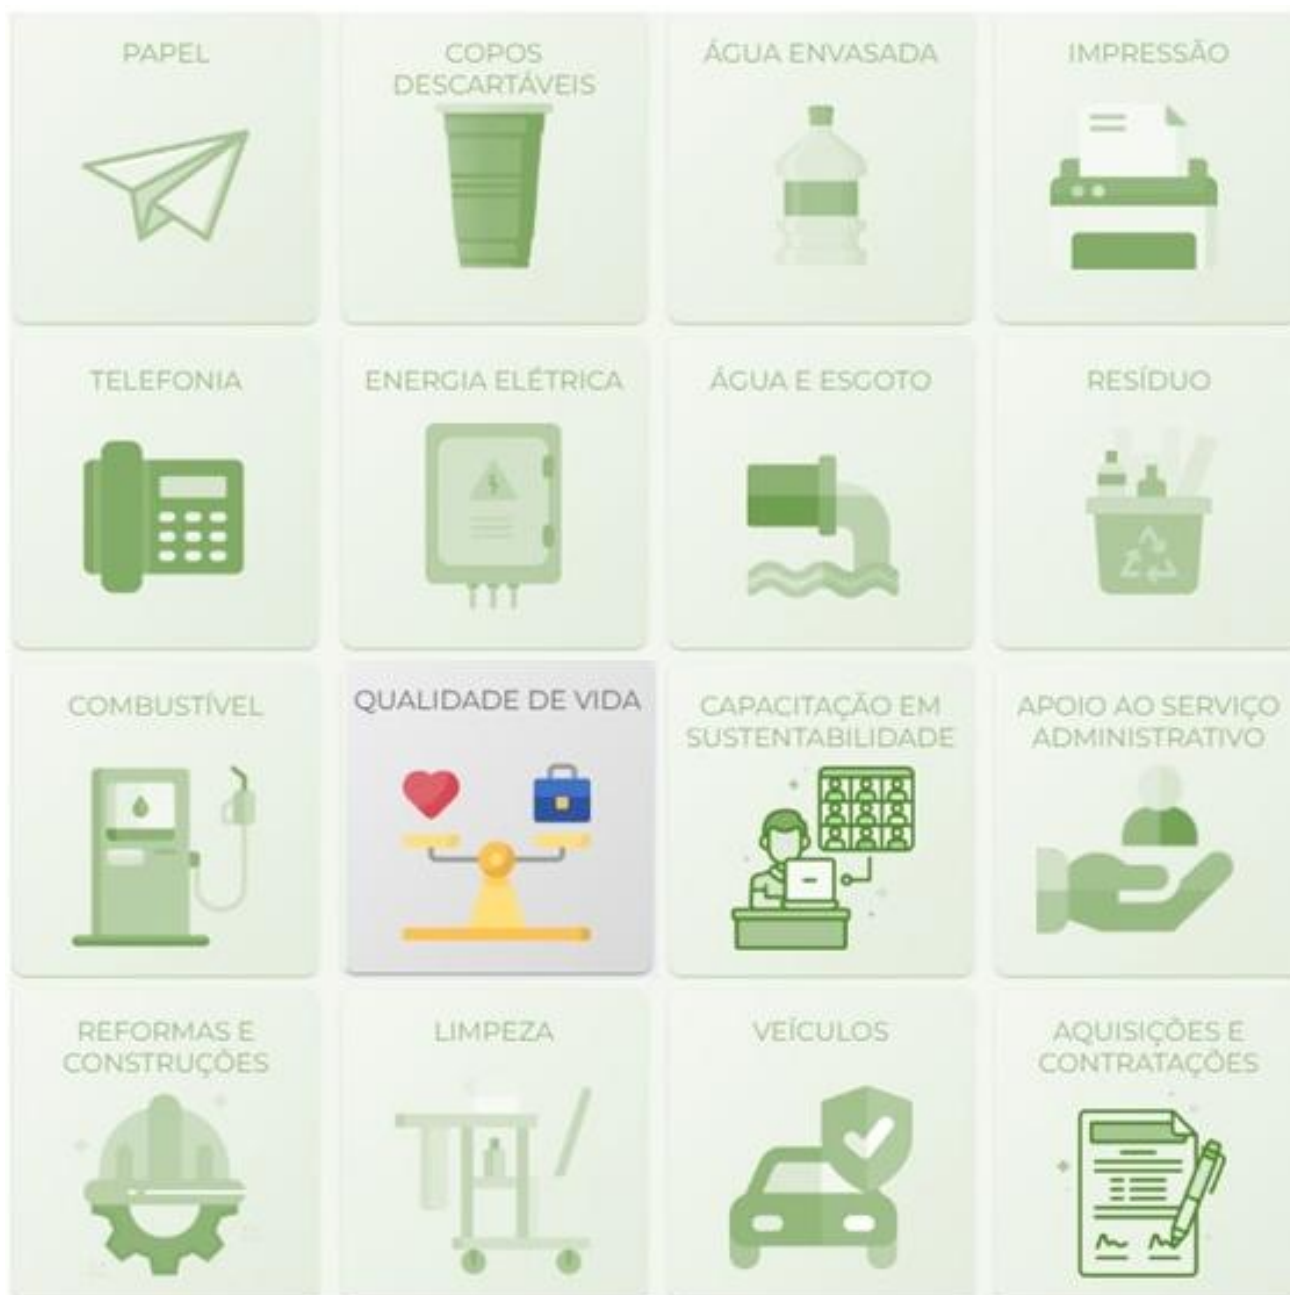 PAPEL
COPOS
DESCARTÁVEIS
ÁGUA ENVASADA
IMPRESSÃO
TELEFONIA
ENERGIA ELÉTRICA
ÁGUA E ESGOTO
RESÍDUO
COMBUSTÍVEL
QUALIDADE DE VIDA
CAPACITAÇÃO EM
SUSTENTABILIDADE
APOIO AO SERVIÇO
ADMINISTRATIVO
REFORMAS E
CONSTRUÇÕES
LIMPEZA
VEÍCULOS
AQUISIÇÕES E
CONTRATAÇÕES